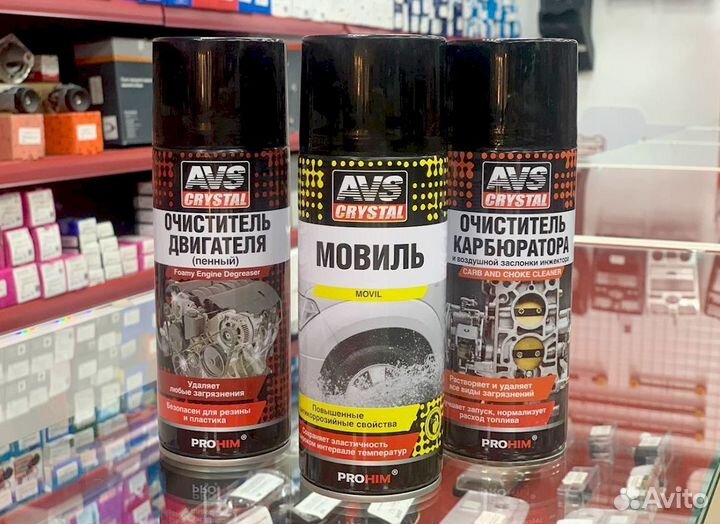 AVS
CRYSTAL
ОЧИСТИТЕЛЬ
ДВИГАТЕЛЯ
(пенный)
Foamy Engine Degreaser
Удаляет
любые загрязнения
Безопасен для резины
и пластика
PROHIM®
AVS
CRYSTAL
МОВИЛЬ
MOVIL
Повышенные
антикоррозийные свойства
Сохраняет эластичность
интервале температур
PROHIM®
AVS
CRYSTAL
ОЧИСТИТЕЛЬ
КАРБЮРАТОРА
и воздушной заслонки инжектора
CARB AND CHOKE CLEANER
Растворяет и удаляет
все виды загрязнений
запуск, нормализует
расход топлива
PROHIM®
Avito